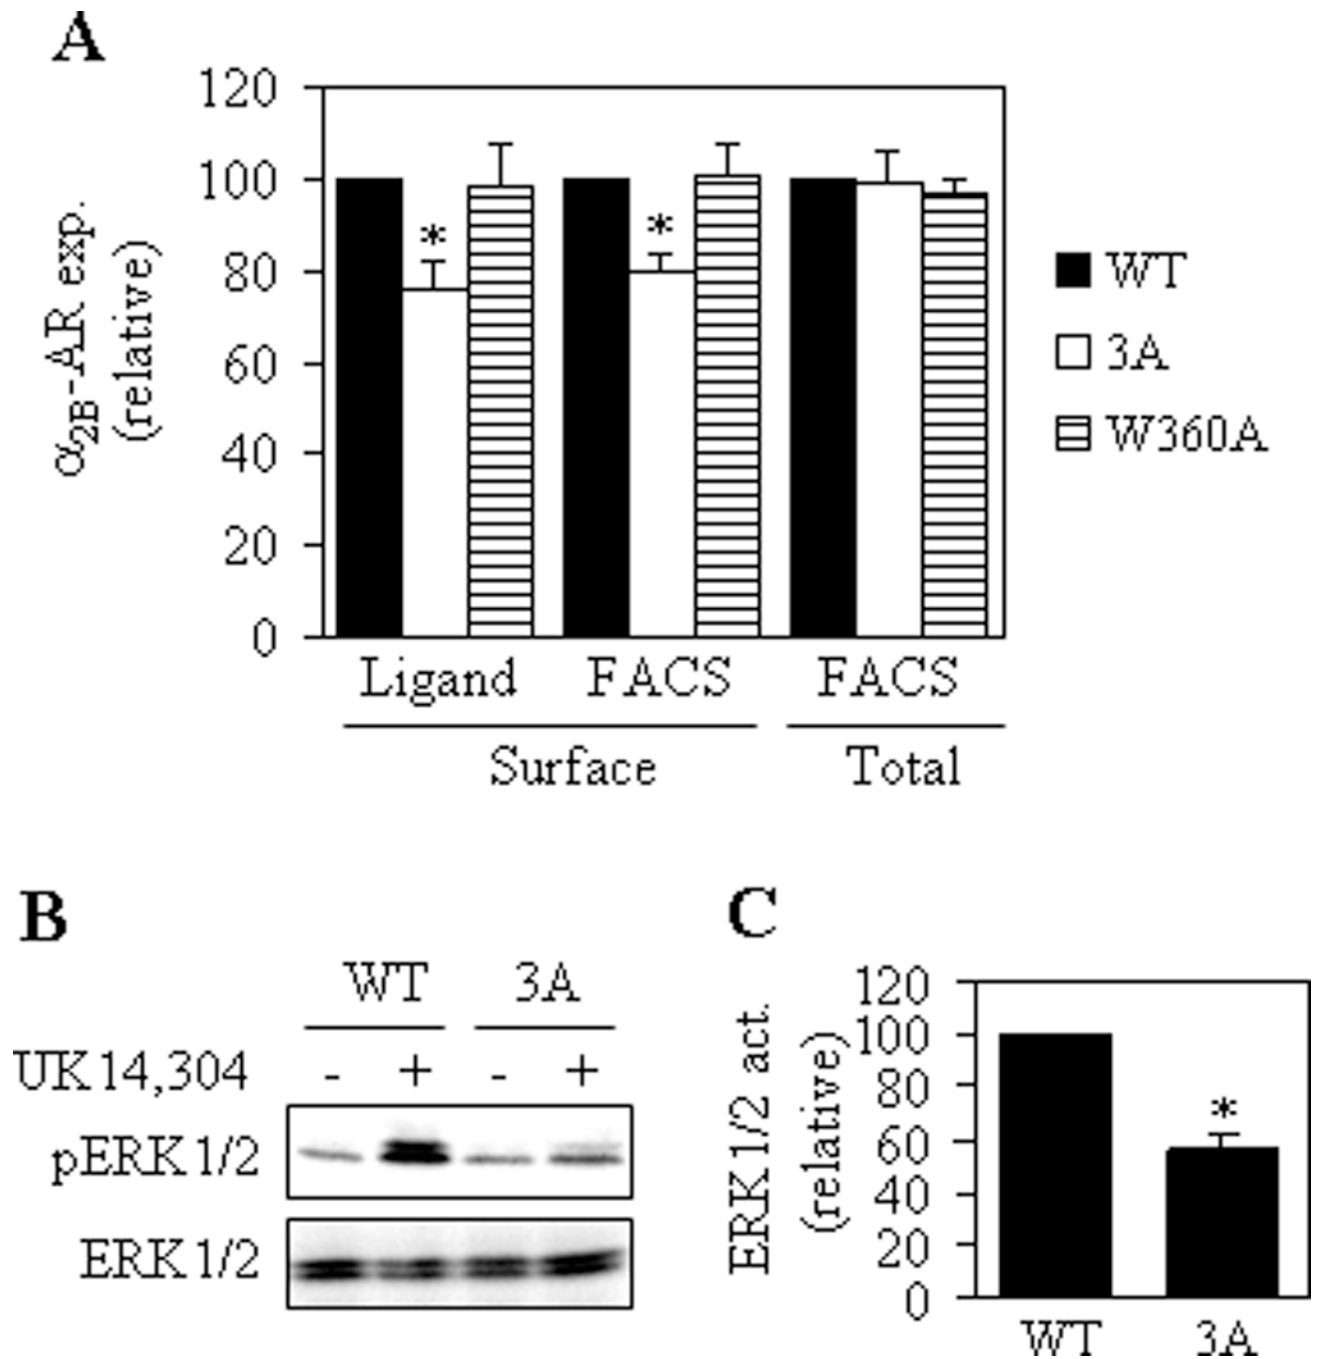 A
120
100
80
60
40
20
0
α2B-AR exp.
(relative)
* *
WT
3A
W360A
Ligand FACS FACS
Surface Total
B
WT 3A
UK14,304 - + - +
pERK1/2
ERK1/2
C
120
100
80
60
40
20
0
ERK1/2 act.
(relative)
*
WT 3A